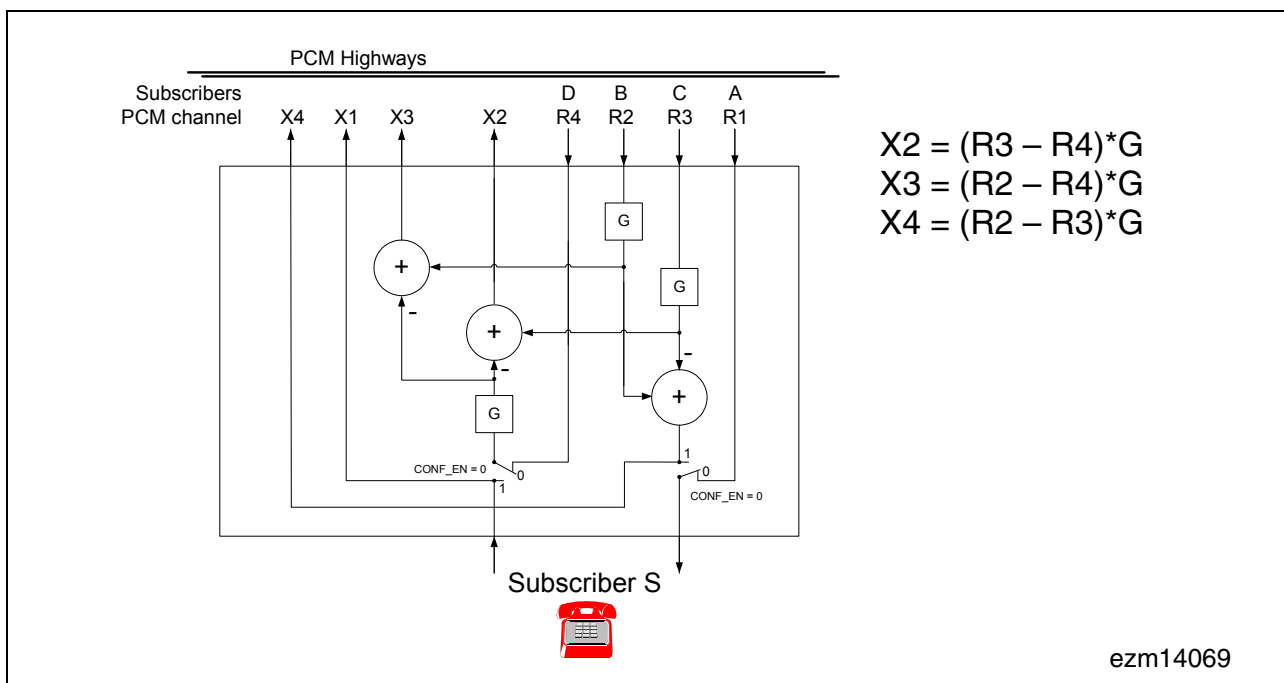 PCM Highways
Subscribers D B C A
PCM channel X4 X1 X3 X2 R4 R2 R3 R1
X2 = (R3 – R4)*G
X3 = (R2 – R4)*G
X4 = (R2 – R3)*G
G
+
G
-
+
-
-
+
G
CONF_EN = 0
0
1
1
0
CONF_EN = 0
Subscriber S
ezm14069